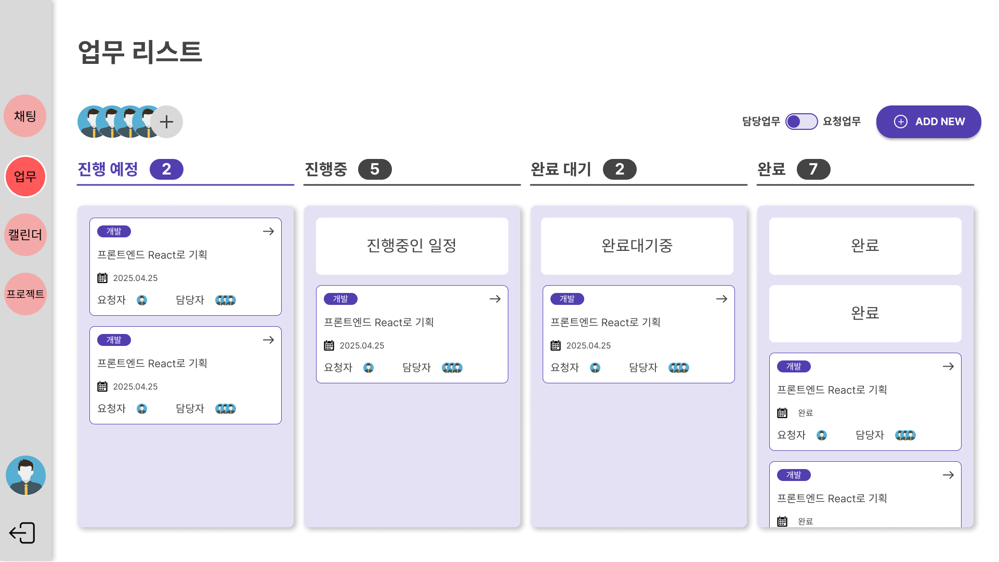 업무 리스트
채팅
업무
캘린더
프로젝트
담당업무
요청업무
ADD NEW
진행 예정 2
진행중 5
완료 대기 2
완료 7
개발
프론트엔드 React로 기획
2025.04.25
요청자 담당자
개발
프론트엔드 React로 기획
2025.04.25
요청자 담당자
진행중인 일정
개발
프론트엔드 React로 기획
2025.04.25
요청자 담당자
완료대기중
개발
프론트엔드 React로 기획
2025.04.25
요청자 담당자
완료
완료
개발
프론트엔드 React로 기획
완료
요청자 담당자
개발
프론트엔드 React로 기획
완료